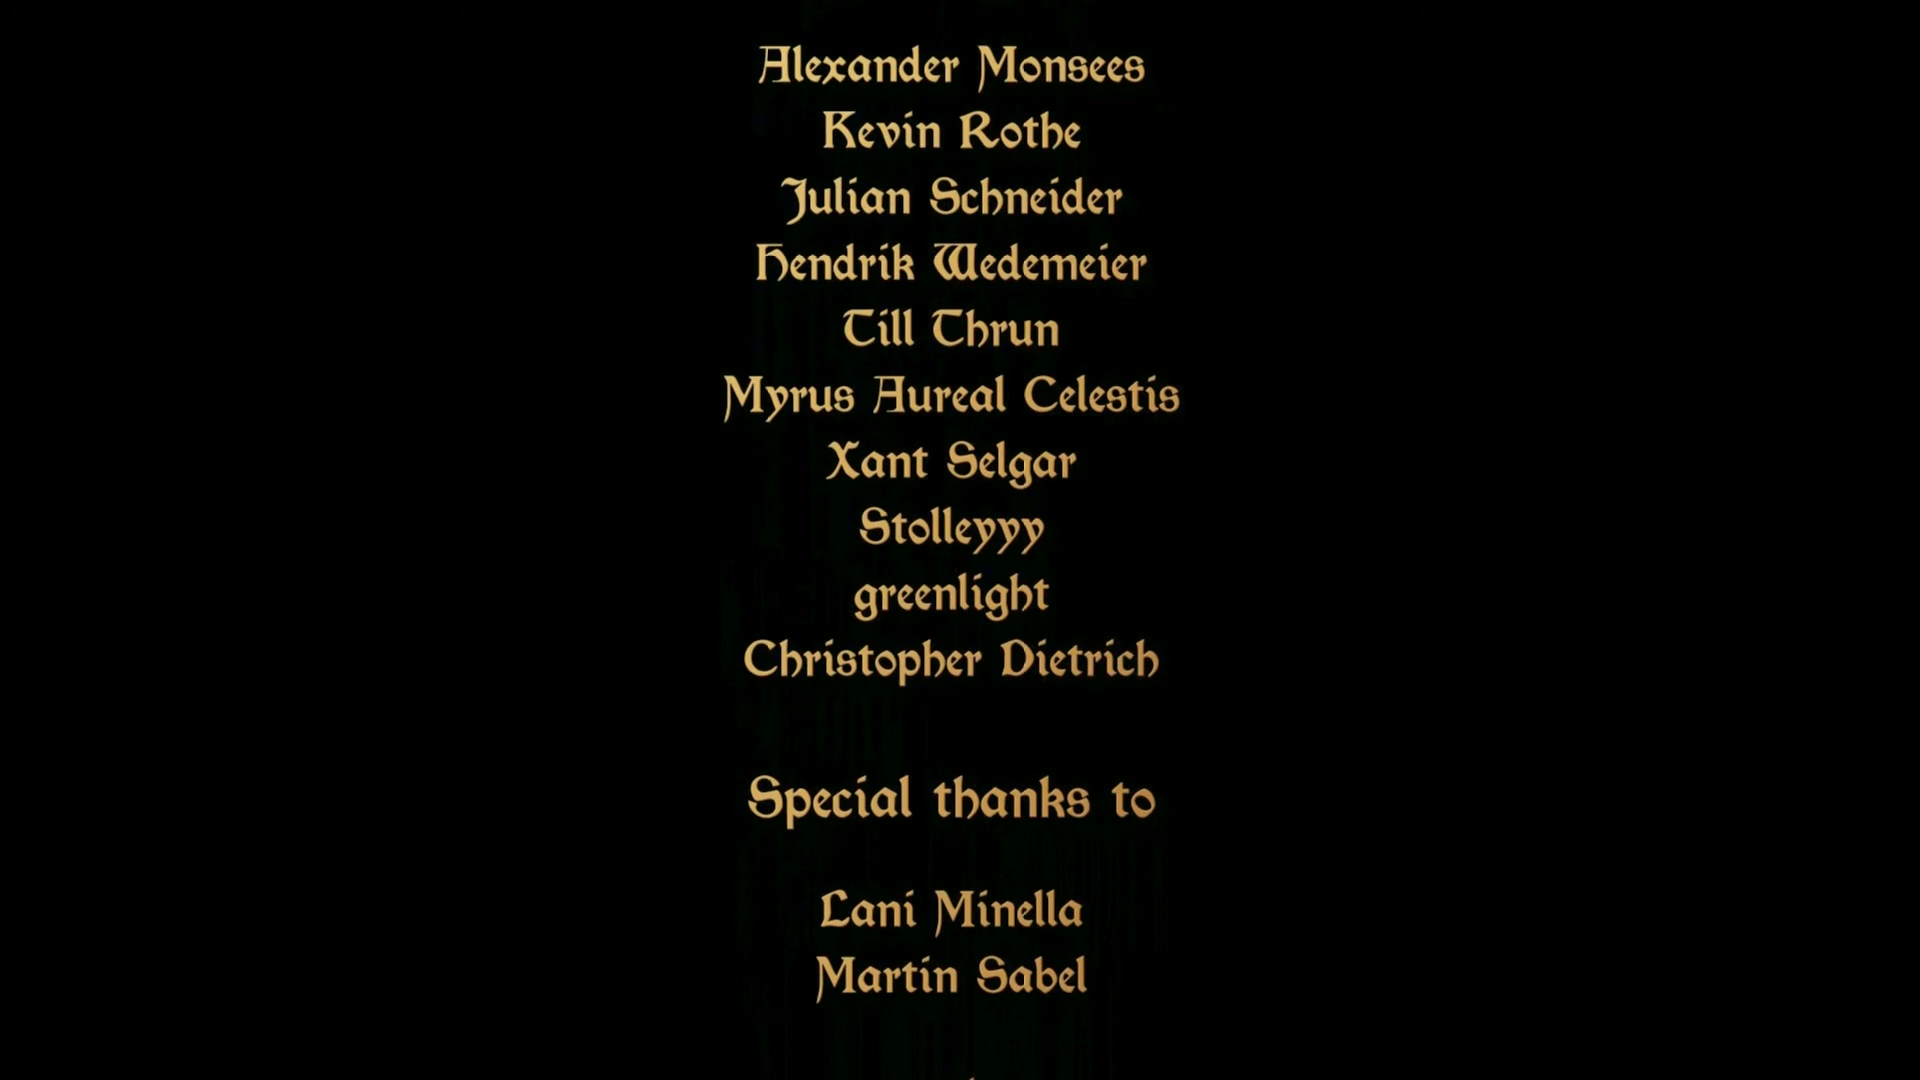 Alexander Monsees
Kevin Rothe
Julian Schneider
Hendrik Wedemeier
Till Thrun
Myrus Aureal Celestis
Xant Selgar
Stolleyyy
greenlight
Christopher Dietrich
Special thanks to
Lani Minella
Martin Sabel